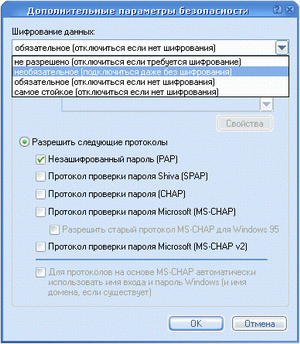 Дополнительные параметры безопасности
Шифрование данных:
обязательное (отключиться если нет шифрования)
не разрешено (отключиться если требуется шифрование)
необязательное (подключиться даже без шифрования)
обязательное (отключиться если нет шифрования)
самое стойкое (отключиться если нет шифрования)
Свойства
Разрешить следующие протоколы
Незашифрованный пароль (PAP)
Протокол проверки пароля Shiva (SPAP)
Протокол проверки пароля (CHAP)
Протокол проверки пароля Microsoft (MS-CHAP)
Разрешить старый протокол MS-CHAP для Windows 95
Протокол проверки пароля Microsoft (MS-CHAP v2)
Для протоколов на основе MS-CHAP автоматически
использовать имя входа и пароль Windows (и имя
домена, если существует)
OK
Отмена